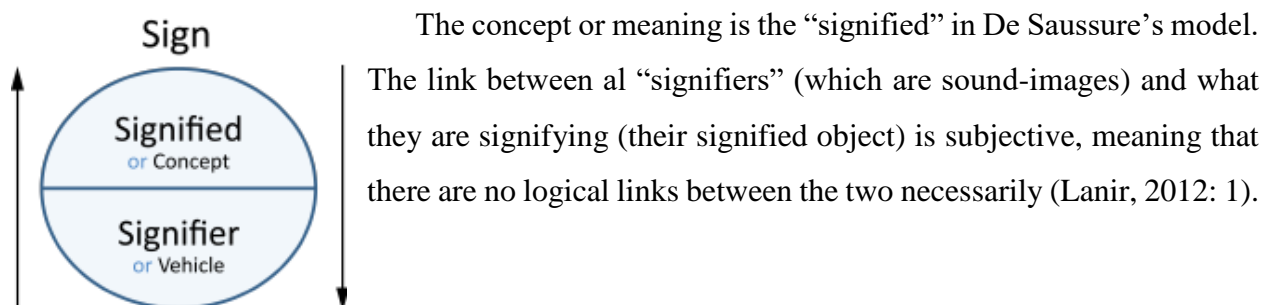 Sign
Signified
or Concept
Signifier
or Vehicle
The concept or meaning is the “signified” in De Saussure’s model.
The link between al “signifiers” (which are sound-images) and what
they are signifying (their signified object) is subjective, meaning that
there are no logical links between the two necessarily (Lanir, 2012: 1).